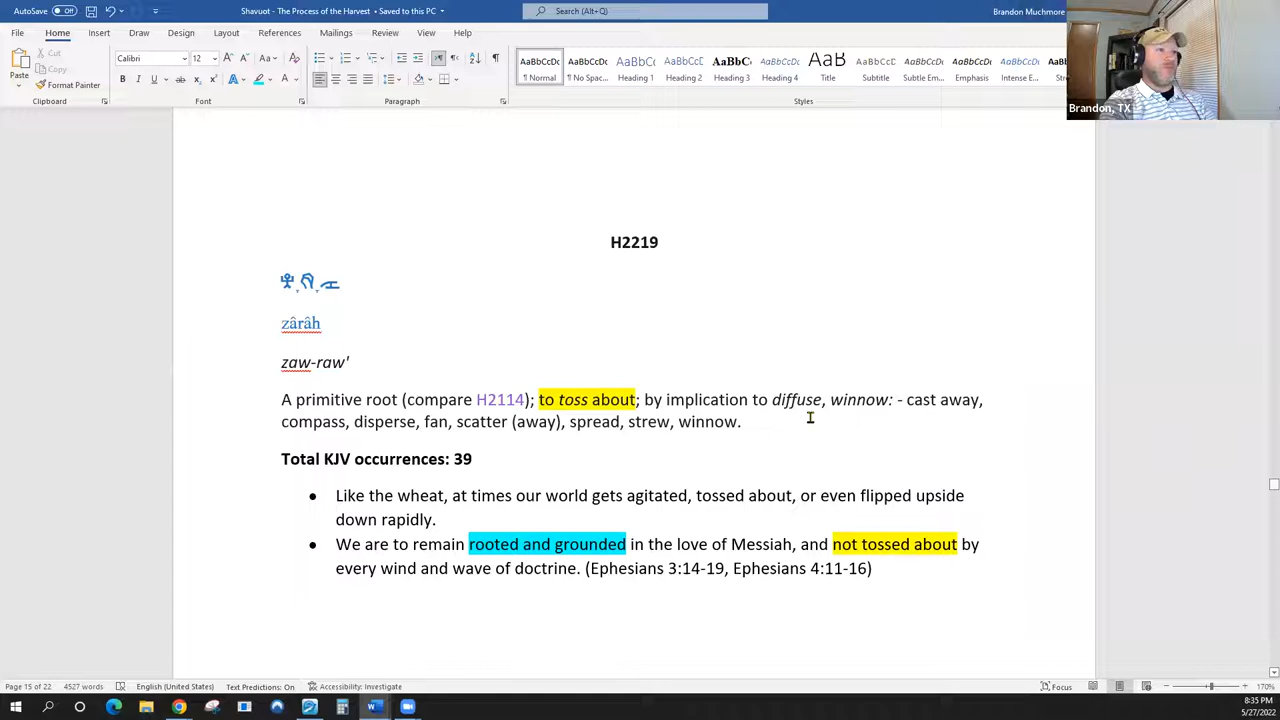 AutoSave Off Shavuot - The Process of the Harvest - Saved to this PC Search (Alt+Q) Brandon Muchmore
File Home Insert Draw Design Layout References Mailings Review View Help
Paste Cut Copy Format Painter
Calibri 12
AaBbCcDc AaBbCcDc AaBbC AaBbCcD AaBbC AaBbCcDc AaB AaBbCcDc AaBbCcDc AaBbCcDc AaBbCcDc
¶ Normal ¶ No Spac... Heading 1 Heading 2 Heading 3 Heading 4 Title Subtitle Subtle Em... Emphasis Intense E...
Clipboard Font Paragraph Styles
Brandon, TX
H2219
zârâh
zaw-raw'
A primitive root (compare H2114); to toss about; by implication to diffuse, winnow: - cast away,
compass, disperse, fan, scatter (away), spread, strew, winnow.
Total KJV occurrences: 39
• Like the wheat, at times our world gets agitated, tossed about, or even flipped upside
down rapidly.
• We are to remain rooted and grounded in the love of Messiah, and not tossed about by
every wind and wave of doctrine. (Ephesians 3:14-19, Ephesians 4:11-16)
Page 15 of 22 4527 words English (United States) Text Predictions: On Accessibility: Investigate Focus 170%
8:35 PM
5/27/2022